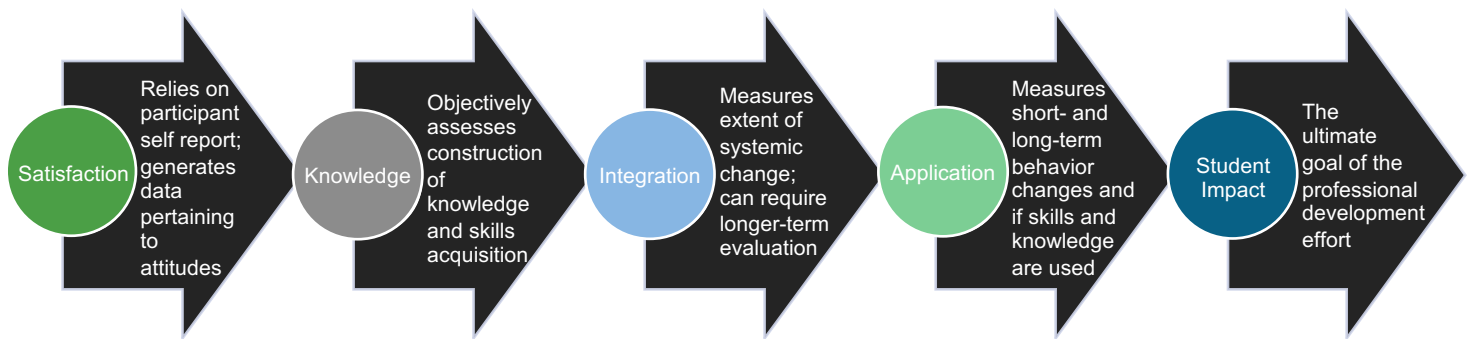 Satisfaction
Relies on
participant
self report;
generates
data
pertaining
to
attitudes
Knowledge
Objectively
assesses
construction
of
knowledge
and skills
acquisition
Integration
Measures
extent of
systemic
change;
can require
longer-term
evaluation
Application
Measures
short- and
long-term
behavior
changes and
if skills and
knowledge
are used
Student
Impact
The
ultimate
goal of the
professional
development
effort